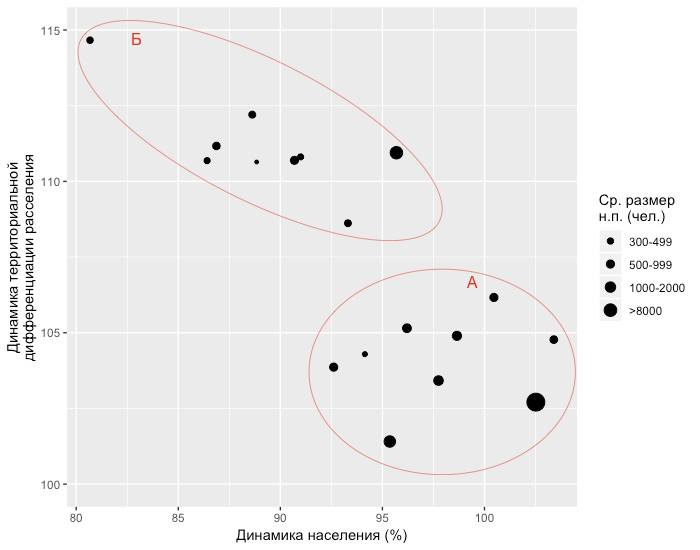 115
110
105
100
Динамика территориальной
дифференциации расселения
Б
А
80
85
90
95
100
Динамика населения (%)
Ср. размер
н.п. (чел.)
300-499
500-999
1000-2000
>8000